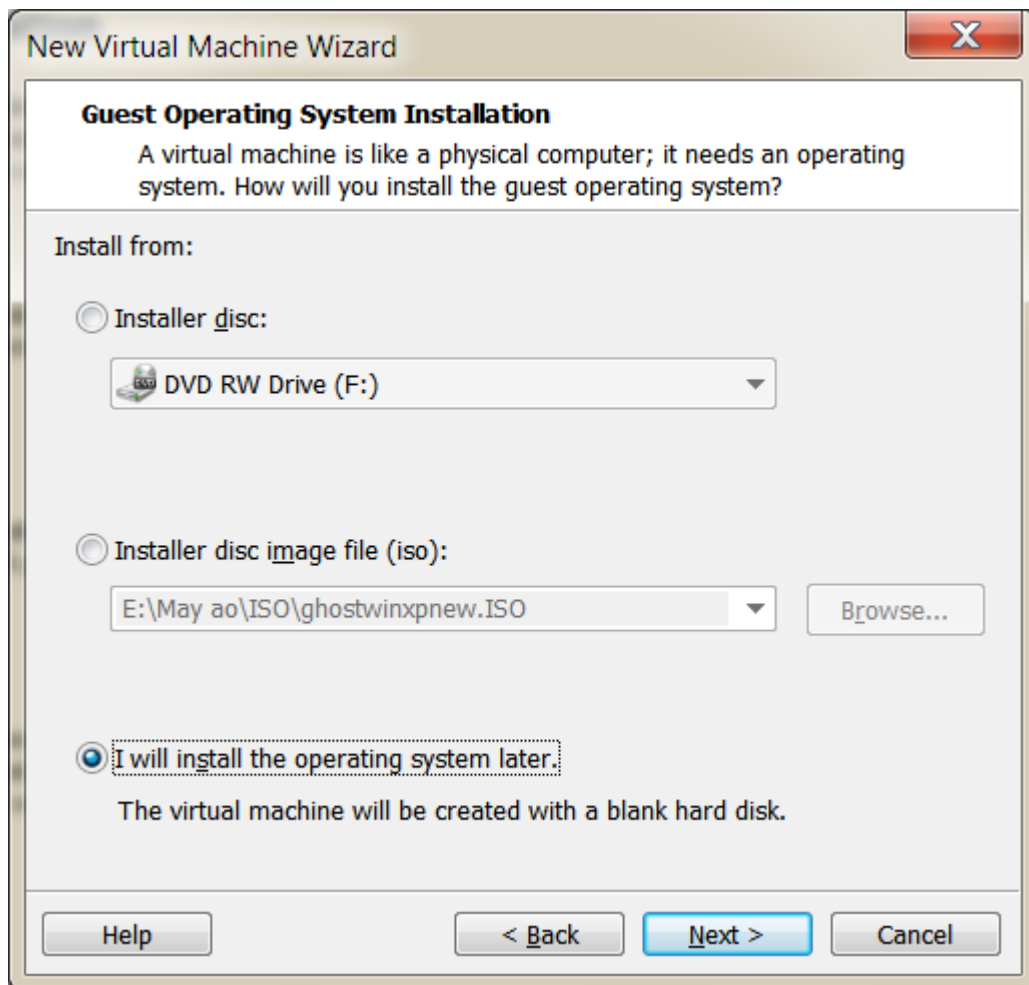 New Virtual Machine Wizard
Guest Operating System Installation
A virtual machine is like a physical computer; it needs an operating
system. How will you install the guest operating system?
Install from:
Installer disc:
DVD RW Drive (F:)
Installer disc image file (iso):
E:\May ao\ISO\ghostwinxpnew.ISO
Browse...
I will install the operating system later.
The virtual machine will be created with a blank hard disk.
Help
< Back
Next >
Cancel